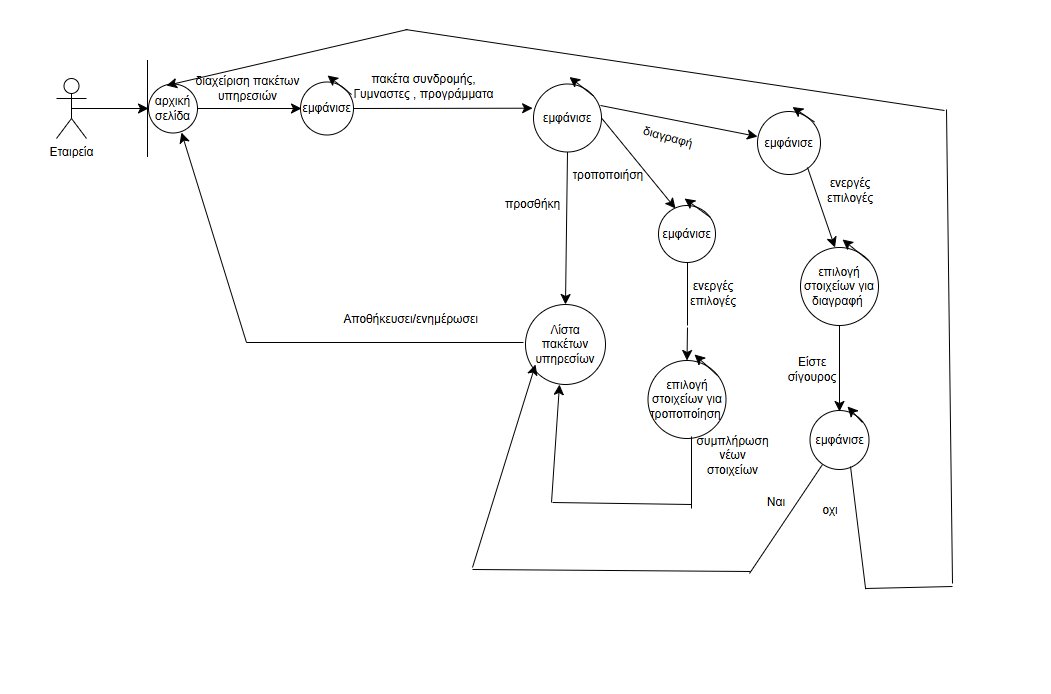 Εταιρεία
αρχική
σελίδα
διαχείριση πακέτων
υπηρεσιών
εμφάνισε
πακέτα συνδρομής,
Γυμναστες , προγράμματα
εμφάνισε
διαγραφή
εμφάνισε
τροποποιήση
προσθήκη
εμφάνισε
ενεργές
επιλογές
ενεργές
επιλογές
επιλογή
στοιχείων για
διαγραφή
Αποθήκευσει/ενημέρωσει
Λίστα
πακέτων
υπηρεσίων
επιλογή
στοιχείων για
τροποποίηση
Είστε
σίγουρος
συμπλήρωση
νέων
στοιχείων
εμφάνισε
Ναι
οχι